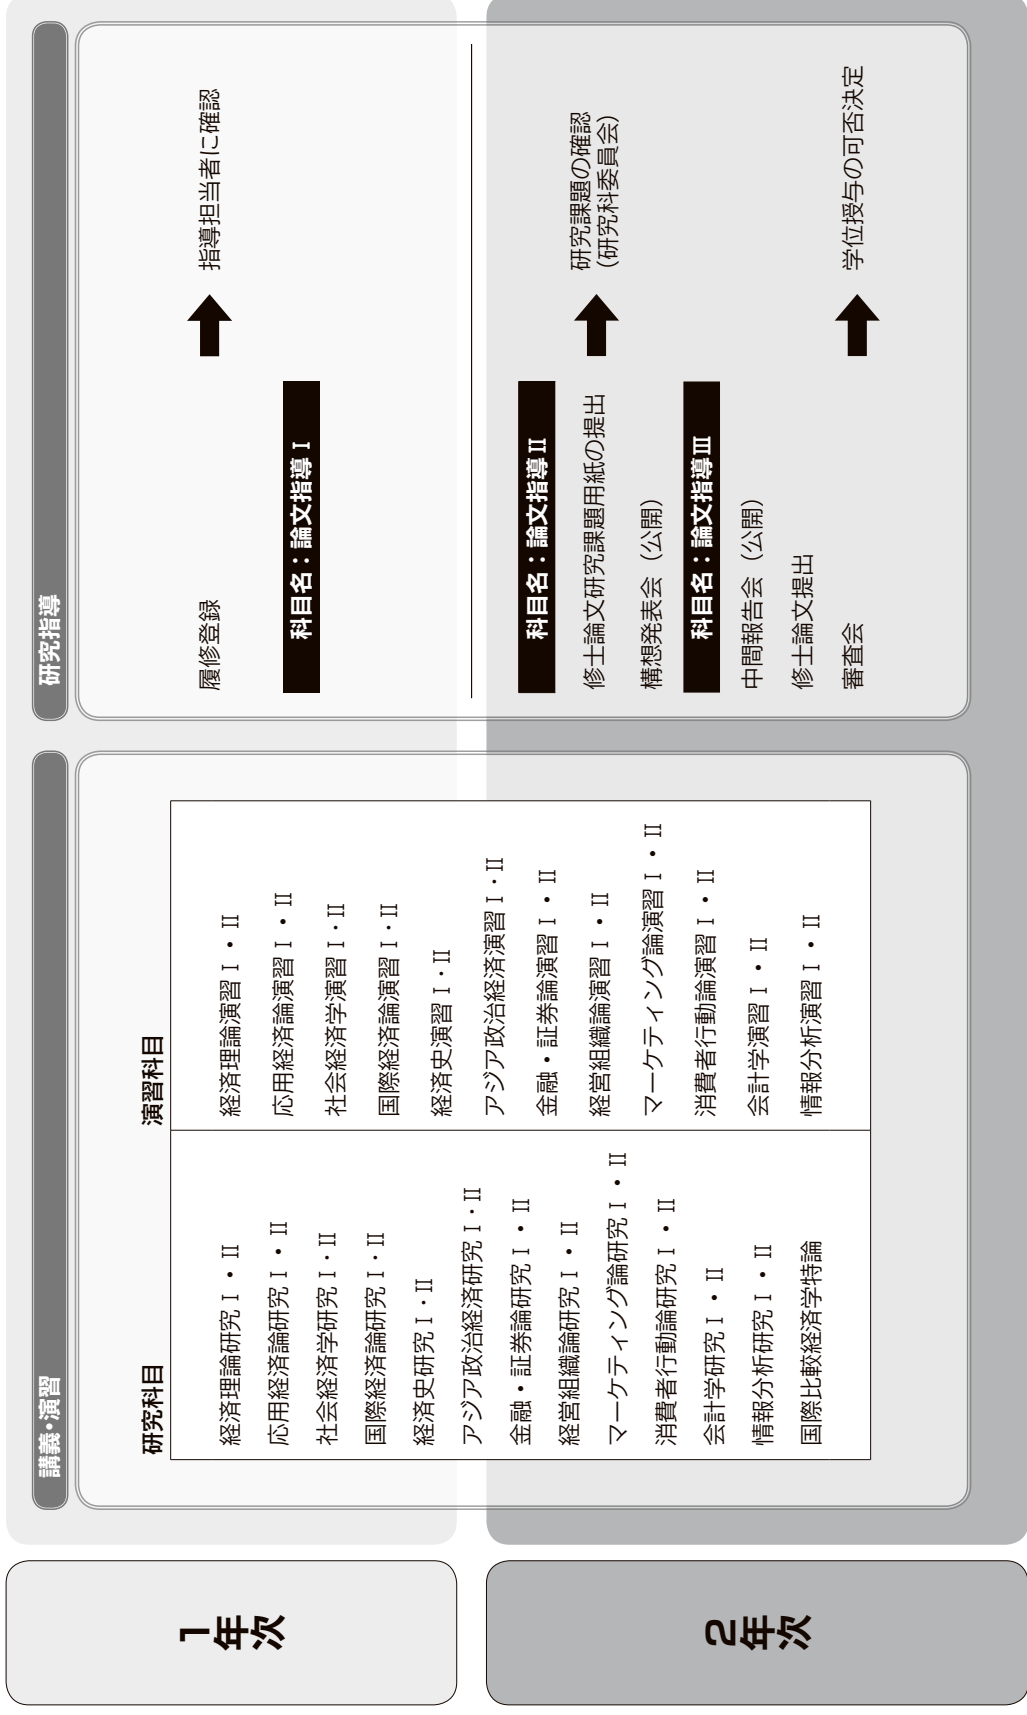 講義・演習
研究指導
1年次
2年次
研究科目
経済理論研究Ⅰ・Ⅱ
応用経済論研究Ⅰ・Ⅱ
社会経済学研究Ⅰ・Ⅱ
国際経済論研究Ⅰ・Ⅱ
経済史研究Ⅰ・Ⅱ
アジア政治経済研究Ⅰ・Ⅱ
金融・証券論研究Ⅰ・Ⅱ
経営組織論研究Ⅰ・Ⅱ
マーケティング論研究Ⅰ・Ⅱ
消費者行動論研究Ⅰ・Ⅱ
会計学研究Ⅰ・Ⅱ
情報分析研究Ⅰ・Ⅱ
国際比較経済学特論
演習科目
経済理論演習Ⅰ・Ⅱ
応用経済論演習Ⅰ・Ⅱ
社会経済学演習Ⅰ・Ⅱ
国際経済論演習Ⅰ・Ⅱ
経済史演習Ⅰ・Ⅱ
アジア政治経済演習Ⅰ・Ⅱ
金融・証券論演習Ⅰ・Ⅱ
経営組織論演習Ⅰ・Ⅱ
マーケティング論演習Ⅰ・Ⅱ
消費者行動論演習Ⅰ・Ⅱ
会計学演習Ⅰ・Ⅱ
情報分析演習Ⅰ・Ⅱ
履修登録
指導担当者に確認
科目名：論文指導Ⅰ
科目名：論文指導Ⅱ
修士論文研究課題用紙の提出
研究課題の確認
（研究科委員会）
構想発表会（公開）
科目名：論文指導Ⅲ
中間報告会（公開）
修士論文提出
審査会
学位授与の可否決定